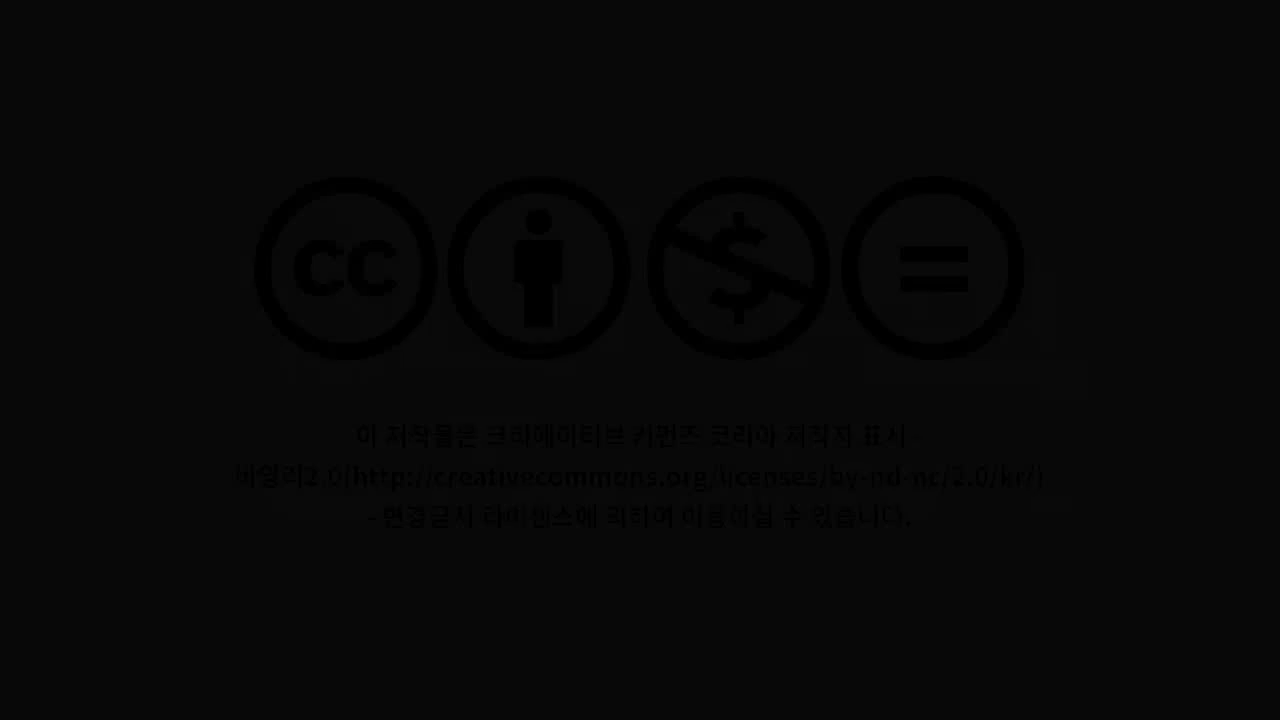 cc
$
=
이 저작물은 크리에이티브 커먼즈 코리아 저작자 표시 -
비영리2.0(http://creativecommons.org/licenses/by-nd-nc/2.0/kr/)
- 변경금지 라이센스에 의하여 이용하실 수 있습니다.